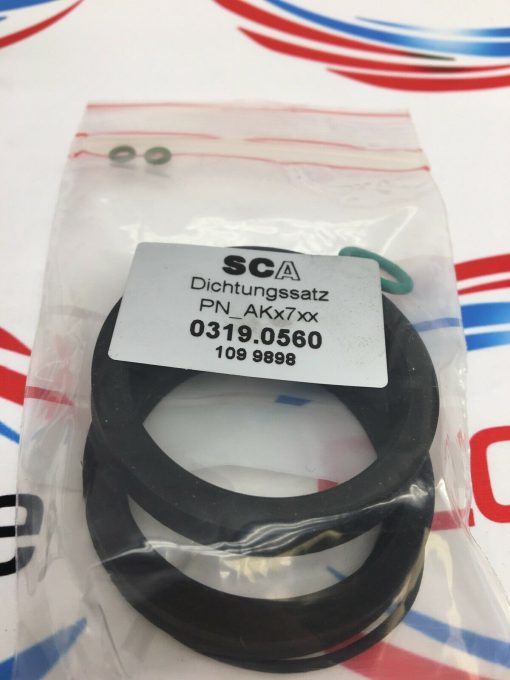 SCA
Dichtungssatz
PN_AKx7xx
0319.0560
109 9898